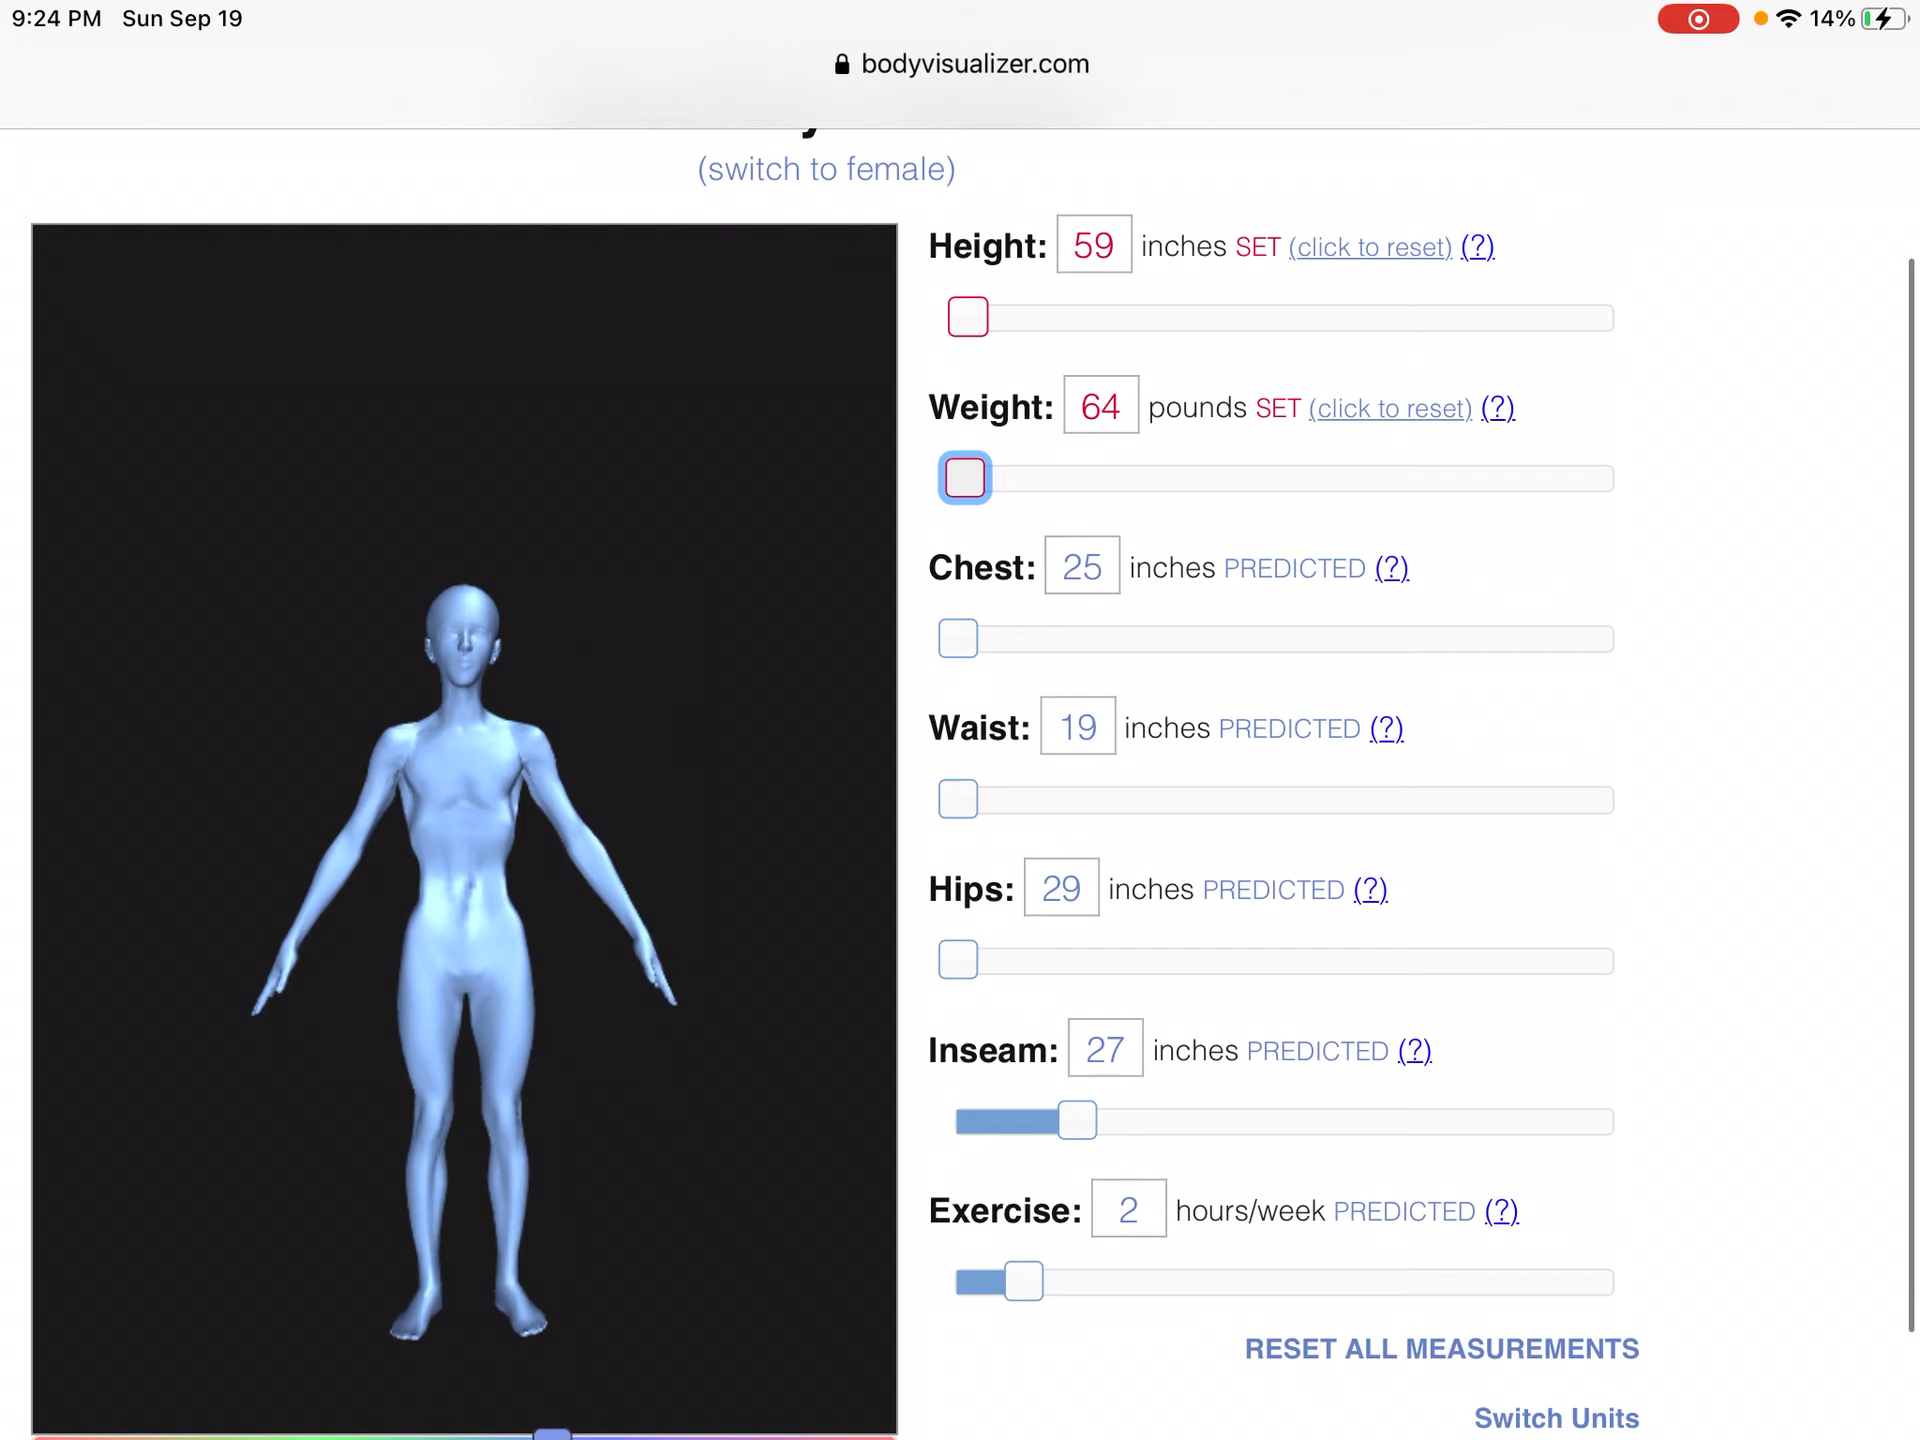 9:24 PM Sun Sep 19
14%
bodyvisualizer.com
(switch to female)
Height: 59 inches SET (click to reset) (?)
Weight: 64 pounds SET (click to reset) (?)
Chest: 25 inches PREDICTED (?)
Waist: 19 inches PREDICTED (?)
Hips: 29 inches PREDICTED (?)
Inseam: 27 inches PREDICTED (?)
Exercise: 2 hours/week PREDICTED (?)
RESET ALL MEASUREMENTS
Switch Units